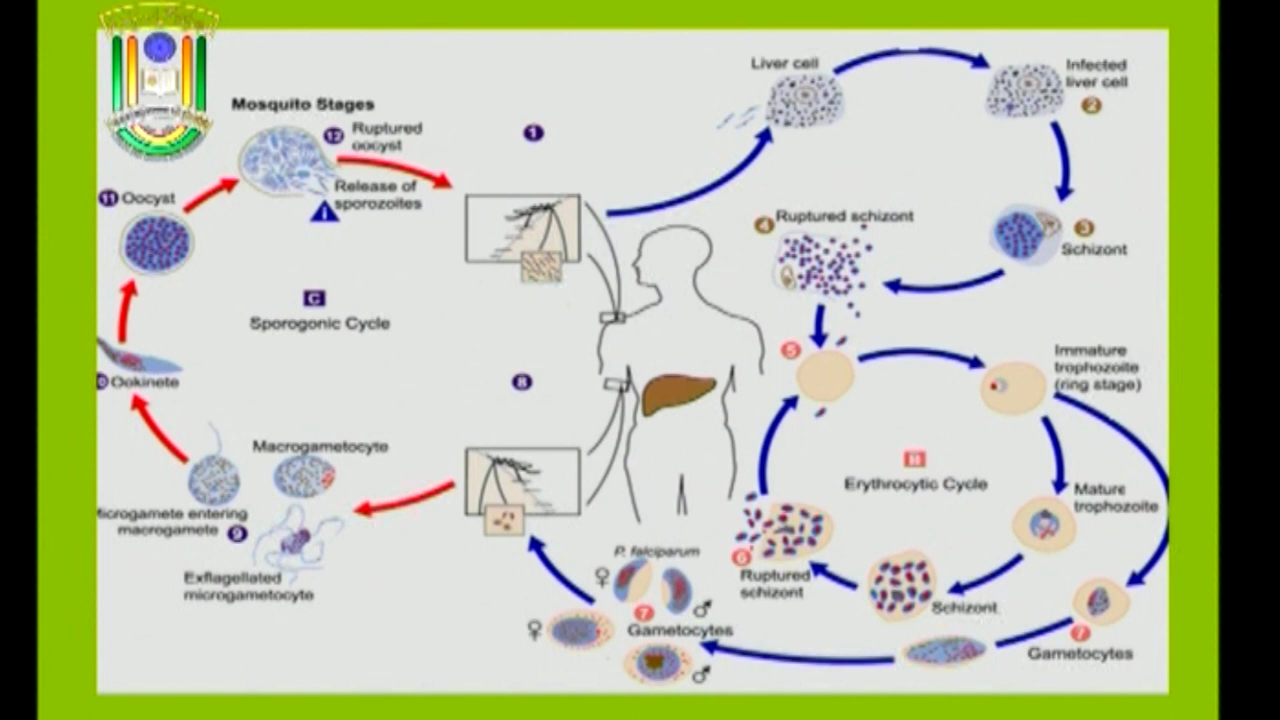 Mosquito Stages
12
Ruptured
oocyst
Release of
sporozoites
i
11 Oocyst
C
Sporogonic Cycle
Ookinete
Macrogametocyte
Microgamete entering
macrogamete 9
Exflagellated
microgametocyte
1
8
Liver cell
Infected
liver cell
2
4 Ruptured schizont
3
Schizont
5
Immature
trophozoite
(ring stage)
Erythrocytic Cycle
Mature
trophozoite
6
Ruptured
schizont
Schizont
P. falciparum
♀
♂
7
Gametocytes
♀
♂
7
Gametocytes